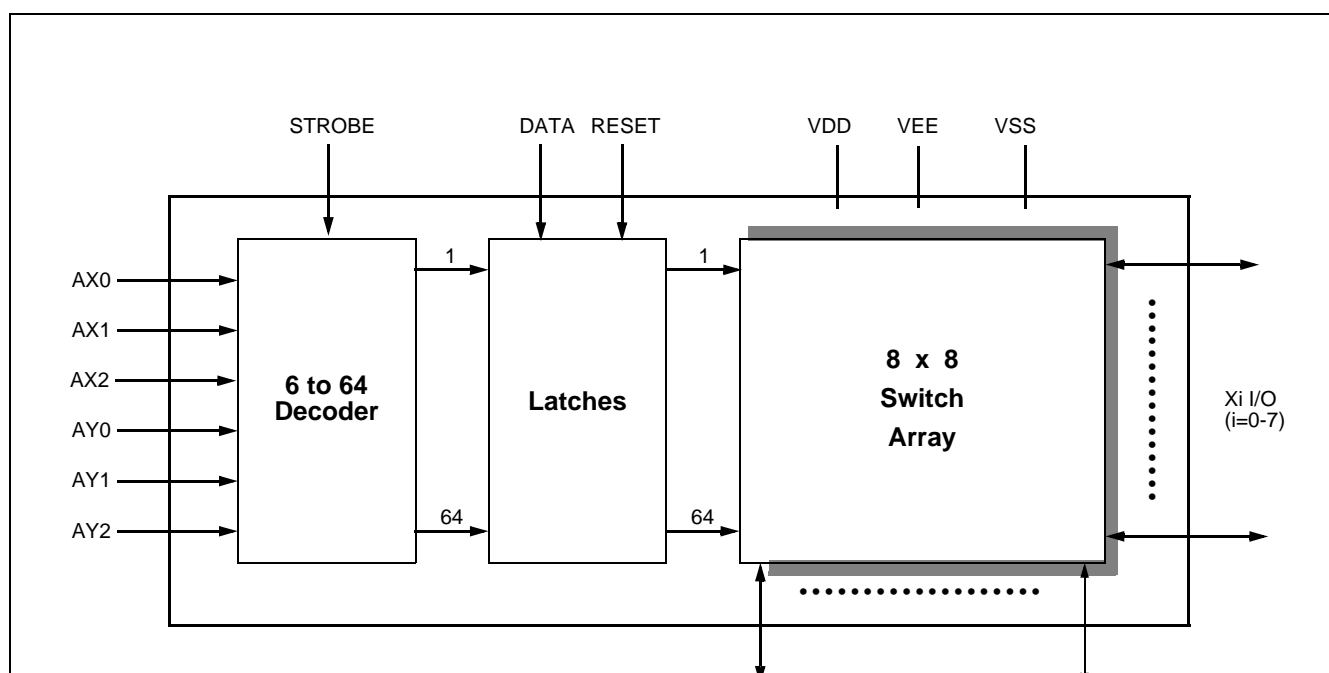 STROBE
DATA RESET
VDD VEE VSS
AX0
AX1
AX2
AY0
AY1
AY2
6 to 64
Decoder
1
64
Latches
1
64
8 x 8
Switch
Array
Xi I/O
(i=0-7)